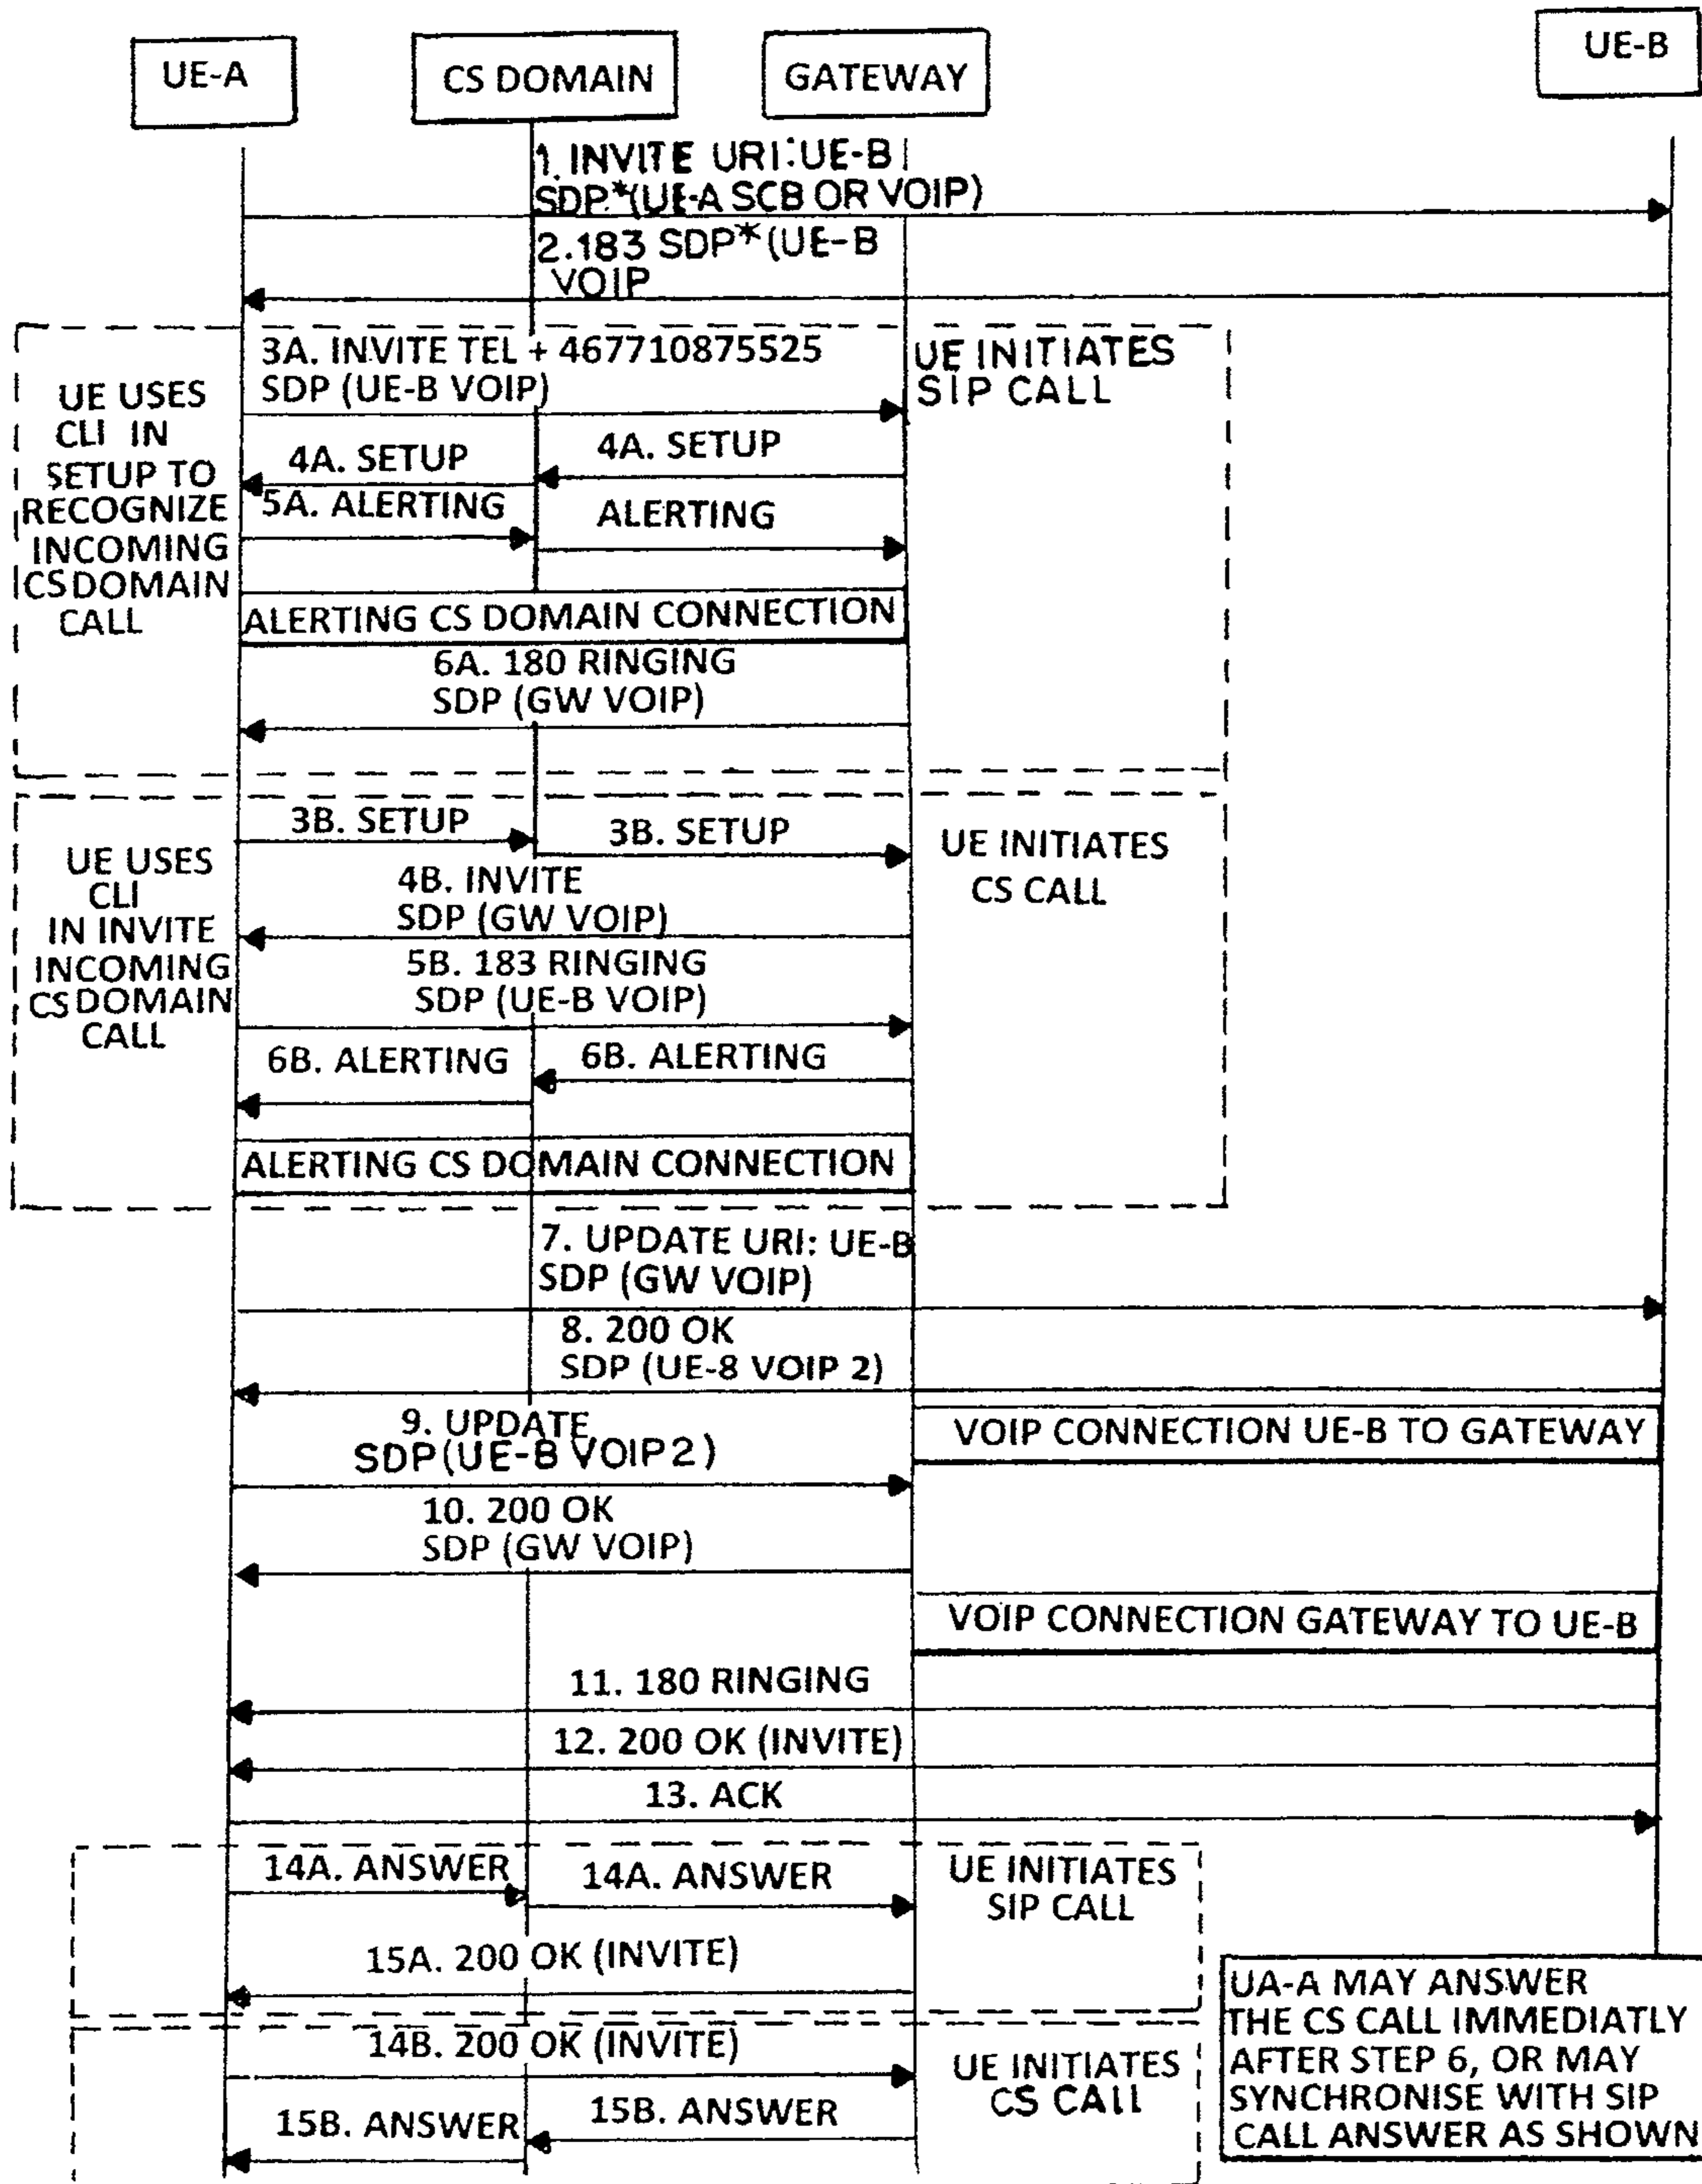 UE-A
CS DOMAIN
GATEWAY
UE-B
1. INVITE URI:UE-B
SDP*(UE-A SCB OR VOIP)
2.183 SDP*(UE-B
VOIP
3A. INVITE TEL + 467710875525
SDP (UE-B VOIP)
UE INITIATES
SIP CALL
UE USES
CLI IN
SETUP TO
RECOGNIZE
INCOMING
CS DOMAIN
CALL
4A. SETUP
4A. SETUP
5A. ALERTING
ALERTING
ALERTING CS DOMAIN CONNECTION
6A. 180 RINGING
SDP (GW VOIP)
3B. SETUP
3B. SETUP
UE INITIATES
CS CALL
UE USES
CLI
IN INVITE
INCOMING
CS DOMAIN
CALL
4B. INVITE
SDP (GW VOIP)
5B. 183 RINGING
SDP (UE-B VOIP)
6B. ALERTING
6B. ALERTING
ALERTING CS DOMAIN CONNECTION
7. UPDATE URI: UE-B
SDP (GW VOIP)
8. 200 OK
SDP (UE-8 VOIP 2)
9. UPDATE
SDP(UE-B VOIP2)
VOIP CONNECTION UE-B TO GATEWAY
10. 200 OK
SDP (GW VOIP)
VOIP CONNECTION GATEWAY TO UE-B
11. 180 RINGING
12. 200 OK (INVITE)
13. ACK
14A. ANSWER
14A. ANSWER
UE INITIATES
SIP CALL
15A. 200 OK (INVITE)
14B. 200 OK (INVITE)
UE INITIATES
CS CALL
15B. ANSWER
15B. ANSWER
UA-A MAY ANSWER
THE CS CALL IMMEDIATLY
AFTER STEP 6, OR MAY
SYNCHRONISE WITH SIP
CALL ANSWER AS SHOWN